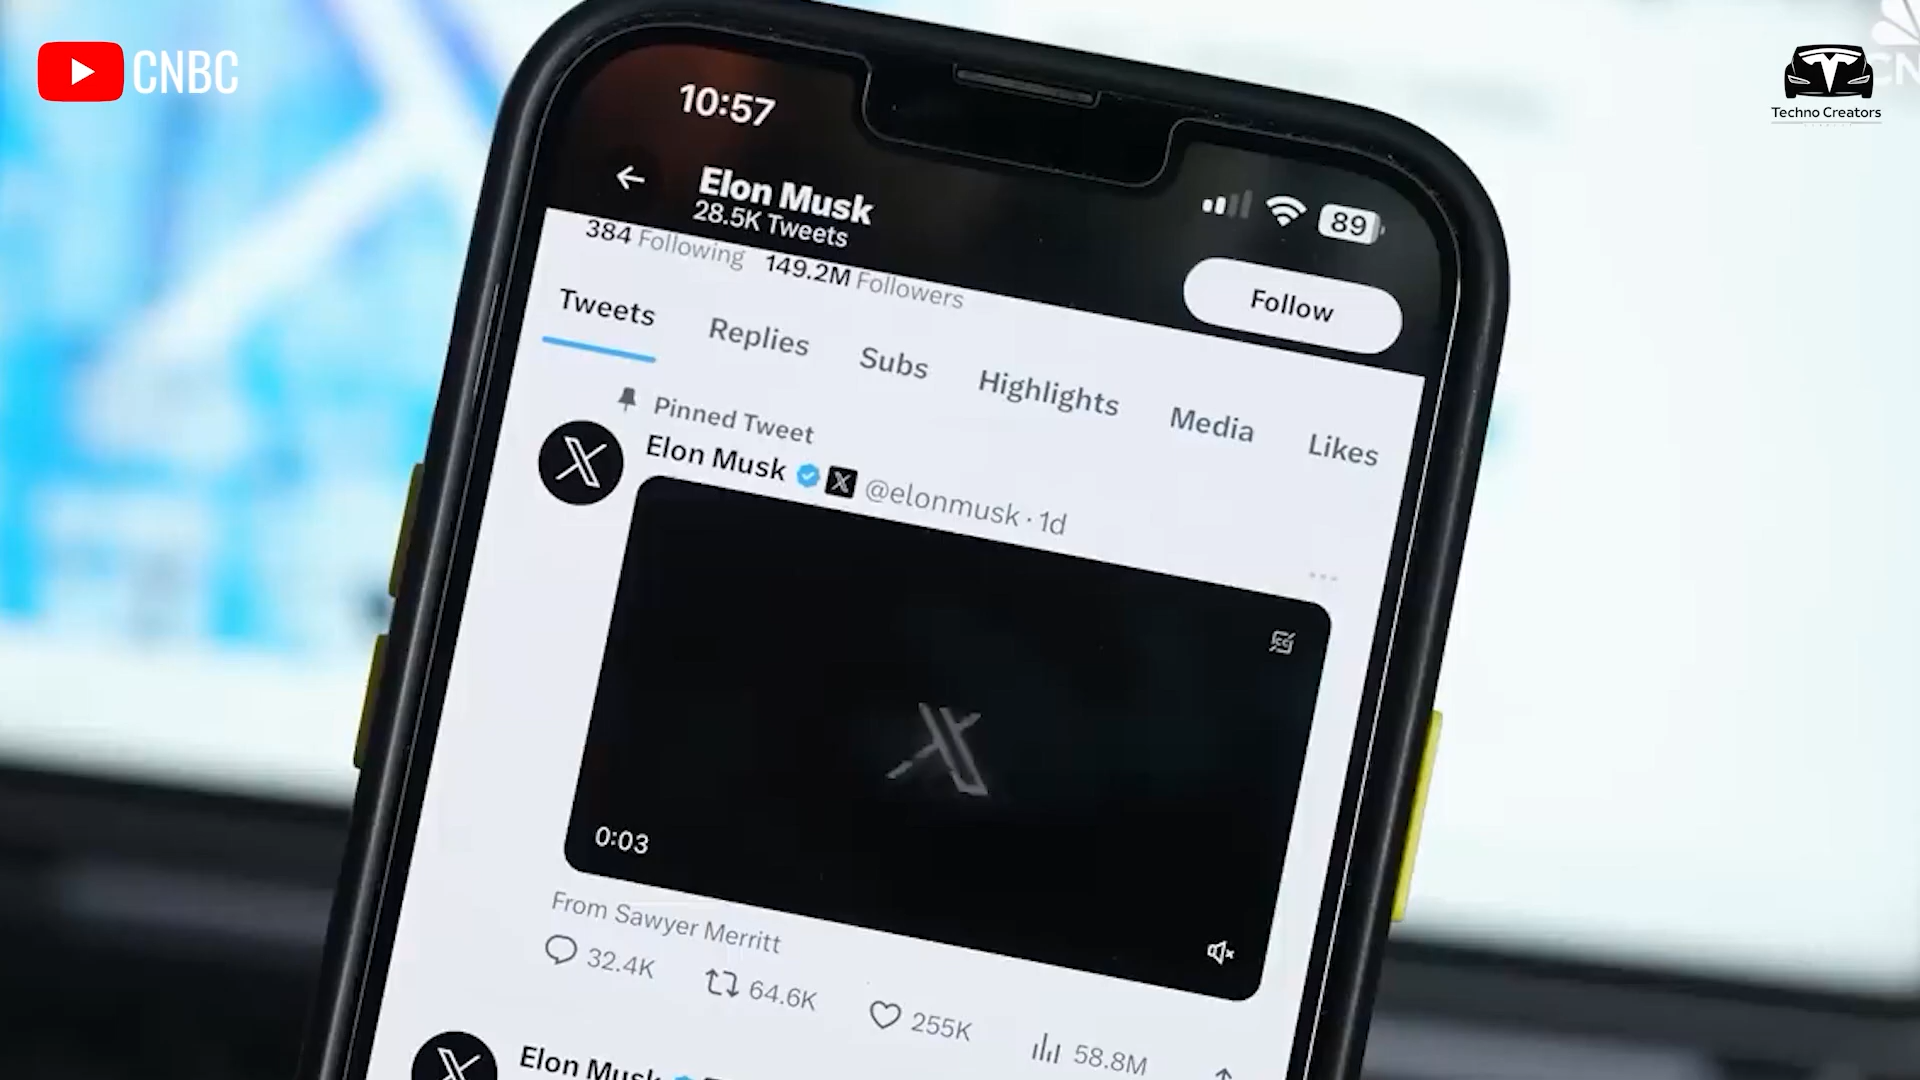 CNBC
Techno Creators
10:57
89
Elon Musk
28.5K Tweets
384 Following 149.2M Followers
Follow
Tweets Replies Subs Highlights Media Likes
Pinned Tweet
Elon Musk @elonmusk · 1d
0:03
From Sawyer Merritt
32.4K 64.6K 255K 58.8M
Elon Musk